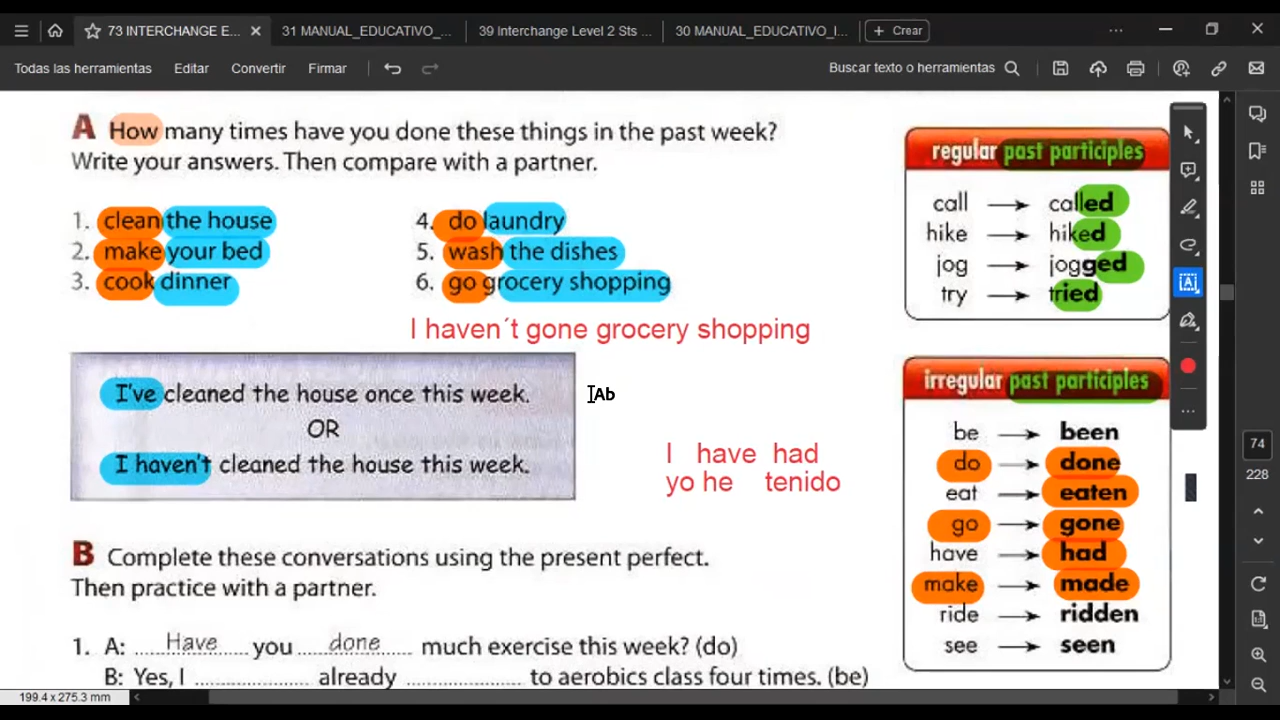 73 INTERCHANGE E... 31 MANUAL_EDUCATIVO_... 39 Interchange Level 2 Sts ... 30 MANUAL_EDUCATIVO_I... + Crear
Todas las herramientas Editar Convertir Firmar Buscar texto o herramientas
A How many times have you done these things in the past week?
Write your answers. Then compare with a partner.
1. clean the house
2. make your bed
3. cook dinner
4. do laundry
5. wash the dishes
6. go grocery shopping
I haven´t gone grocery shopping
I've cleaned the house once this week.
OR
I haven't cleaned the house this week.
Ab
I have had
yo he tenido
regular past participles
call → called
hike → hiked
jog → jogged
try → tried
irregular past participles
be → been
do → done
eat → eaten
go → gone
have → had
make → made
ride → ridden
see → seen
B Complete these conversations using the present perfect.
Then practice with a partner.
1. A: ....Have.... you ....done.... much exercise this week? (do)
B: Yes, I .................... already .................... to aerobics class four times. (be)
74
228
199.4 x 275.3 mm